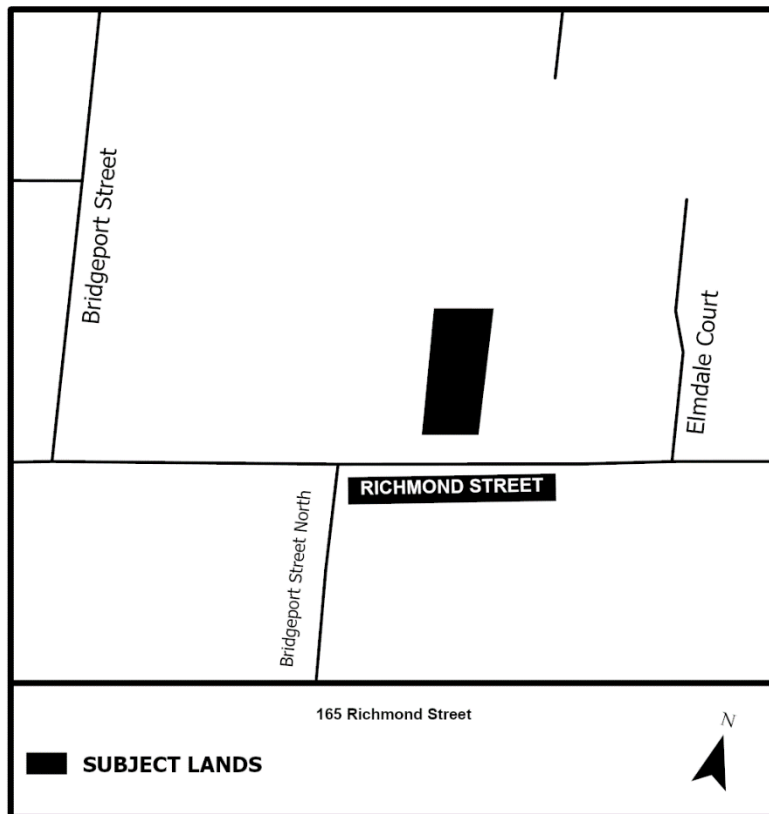 Bridgeport Street
Elmdale Court
RICHMOND STREET
Bridgeport Street North
165 Richmond Street
N
SUBJECT LANDS